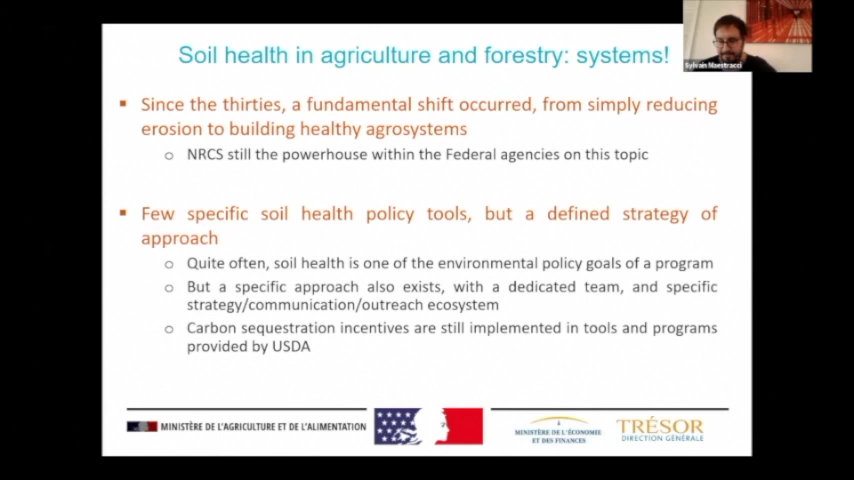 Soil health in agriculture and forestry: systems!
Sylvain Maestracci
Since the thirties, a fundamental shift occurred, from simply reducing
erosion to building healthy agrosystems
NRCS still the powerhouse within the Federal agencies on this topic
Few specific soil health policy tools, but a defined strategy of
approach
Quite often, soil health is one of the environmental policy goals of a program
But a specific approach also exists, with a dedicated team, and specific
strategy/communication/outreach ecosystem
Carbon sequestration incentives are still implemented in tools and programs
provided by USDA
MINISTÈRE DE L'AGRICULTURE ET DE L'ALIMENTATION
MINISTÈRE DE L'ÉCONOMIE
ET DES FINANCES
TRÉSOR
DIRECTION GÉNÉRALE